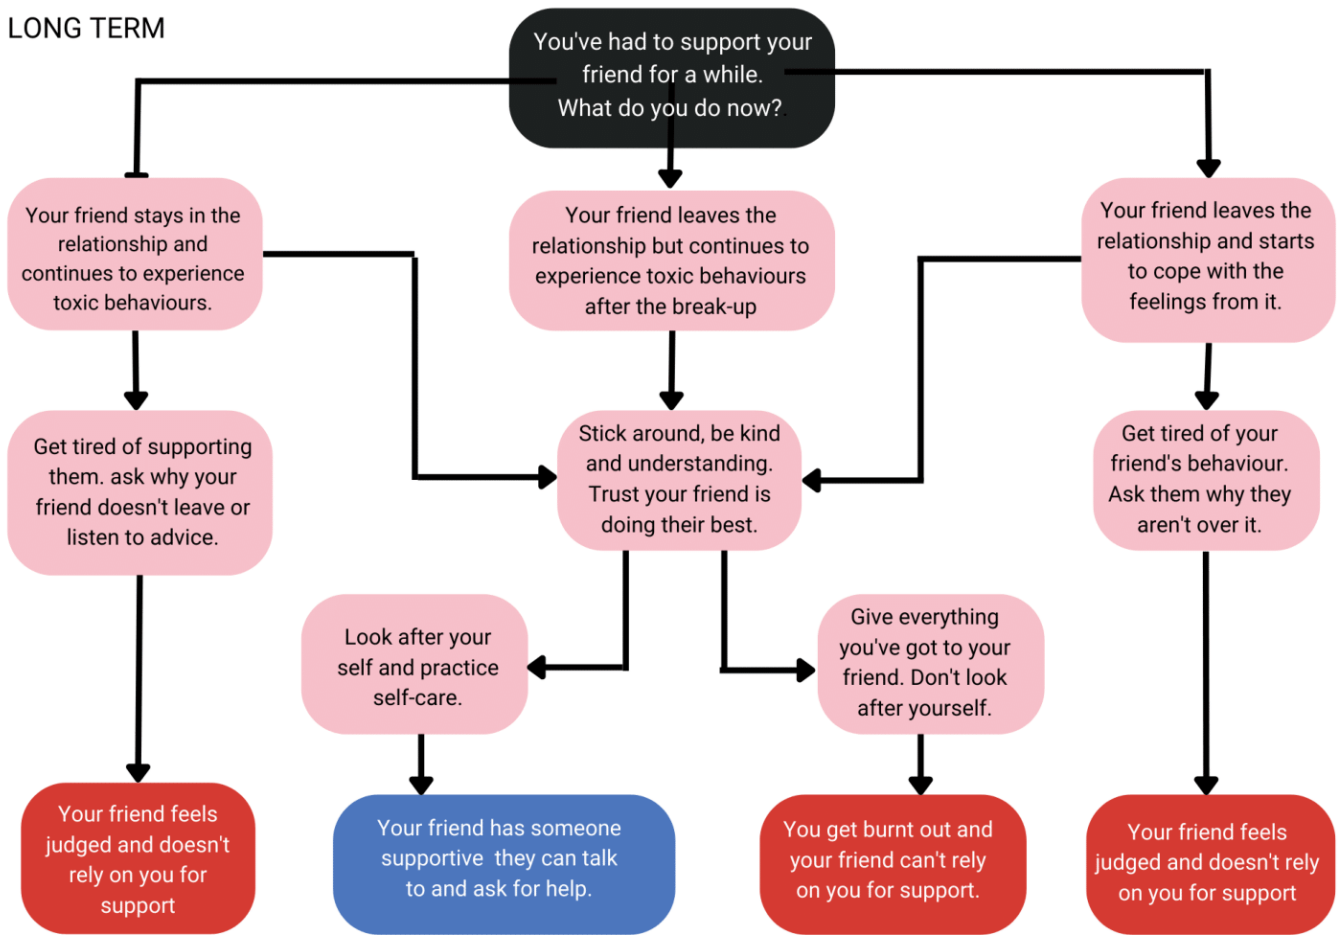 LONG TERM
You've had to support your
friend for a while.
What do you do now?.
Your friend stays in the
relationship and
continues to experience
toxic behaviours.
Your friend leaves the
relationship but continues to
experience toxic behaviours
after the break-up
Your friend leaves the
relationship and starts
to cope with the
feelings from it.
Get tired of supporting
them. ask why your
friend doesn't leave or
listen to advice.
Stick around, be kind
and understanding.
Trust your friend is
doing their best.
Get tired of your
friend's behaviour.
Ask them why they
aren't over it.
Look after your
self and practice
self-care.
Give everything
you've got to your
friend. Don't look
after yourself.
Your friend feels
judged and doesn't
rely on you for
support
Your friend has someone
supportive they can talk
to and ask for help.
You get burnt out and
your friend can't rely
on you for support.
Your friend feels
judged and doesn't rely
on you for support